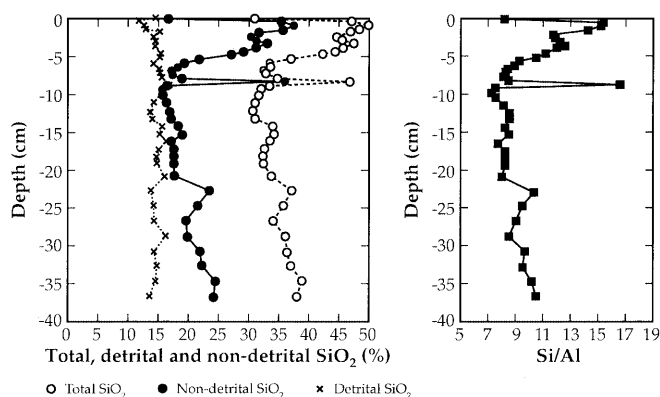 0
-5
-10
-15
-20
-25
-30
-35
-40
Depth (cm)
0 5 10 15 20 25 30 35 40 45 50
Total, detrital and non-detrital SiO₂ (%)
0
-5
-10
-15
-20
-25
-30
-35
-40
Depth (cm)
5 7 9 11 13 15 17 19
Si/Al
Total SiO₂ Non-detrital SiO₂ Detrital SiO₂